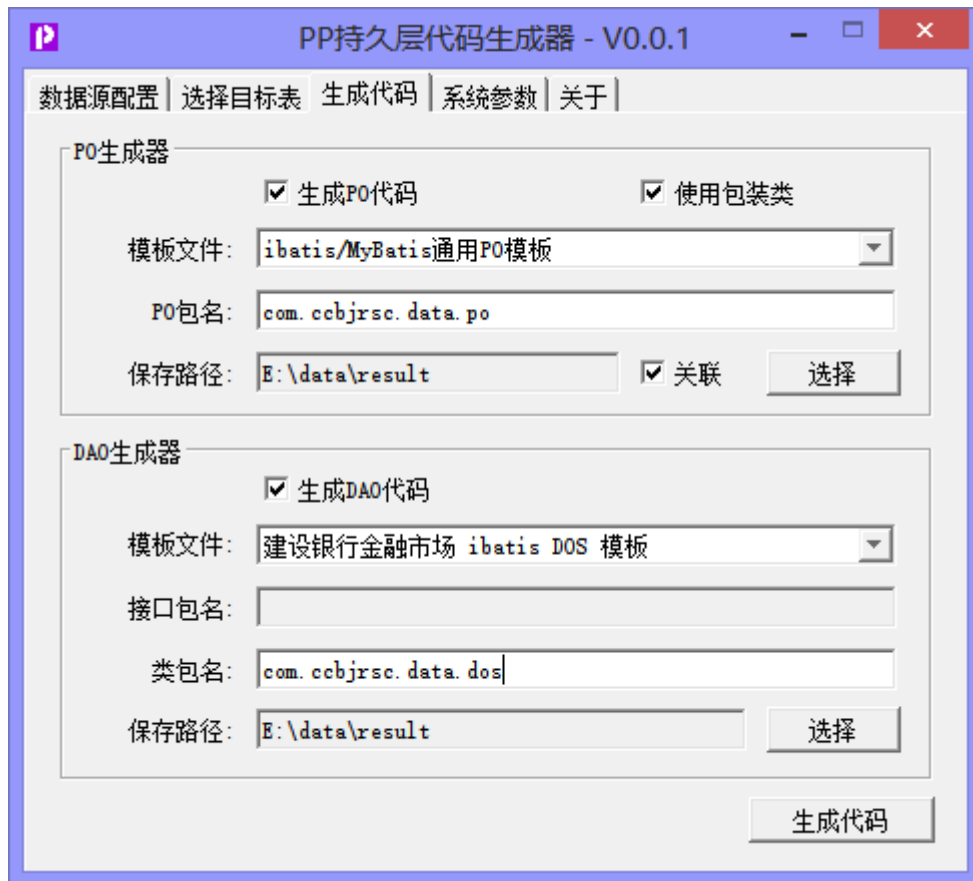 PP持久层代码生成器 - V0.0.1
数据源配置 选择目标表 生成代码 系统参数 关于
PO生成器
生成PO代码 使用包装类
模板文件: ibatis/MyBatis通用PO模板
PO包名: com.ccbjrsc.data.po
保存路径: E:\data\result 关联 选择
DAO生成器
生成DAO代码
模板文件: 建设银行金融市场 ibatis DOS 模板
接口包名:
类包名: com.ccbjrsc.data.dos
保存路径: E:\data\result 选择
生成代码